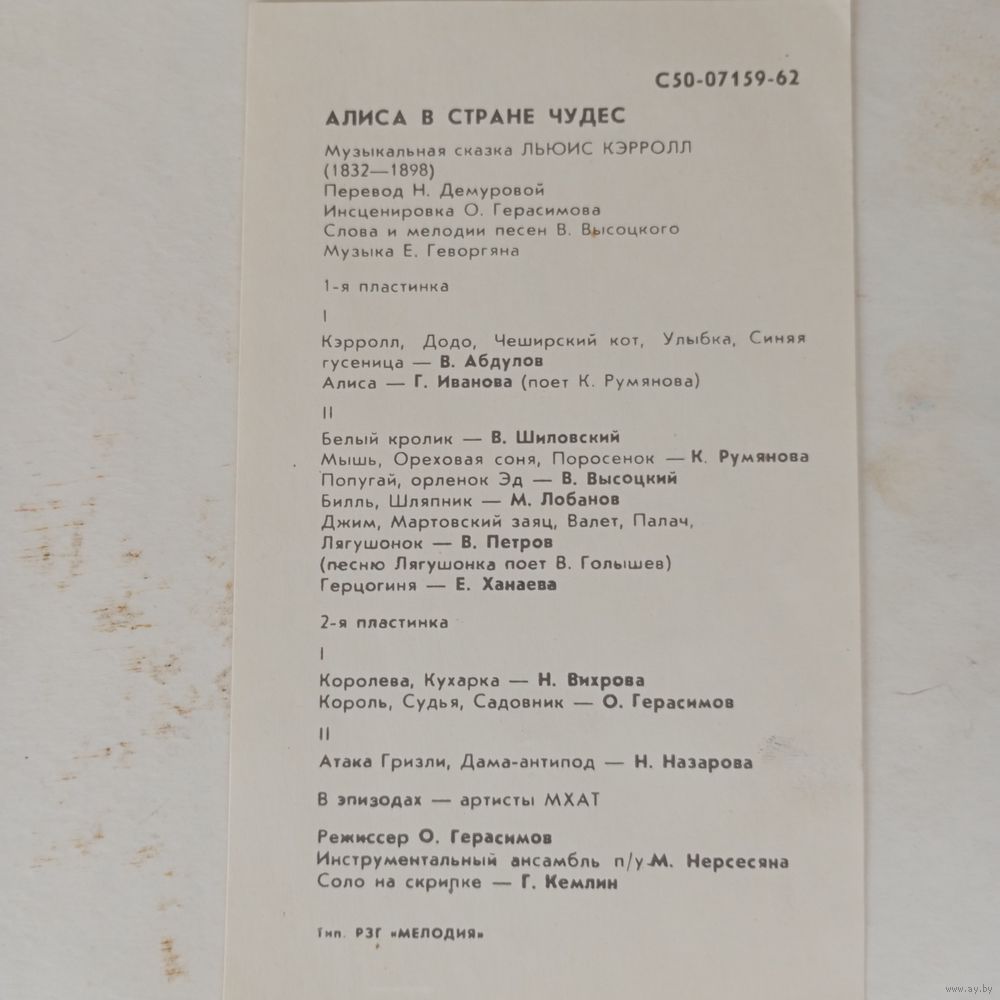 С50-07159-62
АЛИСА В СТРАНЕ ЧУДЕС
Музыкальная сказка ЛЬЮИС КЭРРОЛЛ
(1832—1898)
Перевод Н. Демуровой
Инсценировка О. Герасимова
Слова и мелодии песен В. Высоцкого
Музыка Е. Геворгяна
1-я пластинка
I
Кэрролл, Додо, Чеширский кот, Улыбка, Синяя
гусеница — В. Абдулов
Алиса — Г. Иванова (поет К. Румянова)
II
Белый кролик — В. Шиловский
Мышь, Ореховая соня, Поросенок — К. Румянова
Попугай, орленок Эд — В. Высоцкий
Билль, Шляпник — М. Лобанов
Джим, Мартовский заяц, Валет, Палач,
Лягушонок — В. Петров
(песню Лягушонка поет В. Голышев)
Герцогиня — Е. Ханаева
2-я пластинка
I
Королева, Кухарка — Н. Вихрова
Король, Судья, Садовник — О. Герасимов
II
Атака Гризли, Дама-антипод — Н. Назарова
В эпизодах — артисты МХАТ
Режиссер О. Герасимов
Инструментальный ансамбль п/у М. Нерсесяна
Соло на скрипке — Г. Кемлин
Тип. РЗГ «МЕЛОДИЯ»
www.ay.by